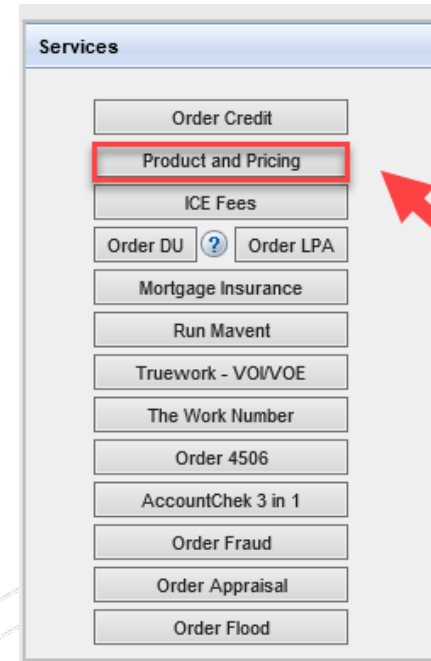 Services
Order Credit
Product and Pricing
ICE Fees
Order DU ? Order LPA
Mortgage Insurance
Run Mavent
Truework - VOI/VOE
The Work Number
Order 4506
AccountChek 3 in 1
Order Fraud
Order Appraisal
Order Flood